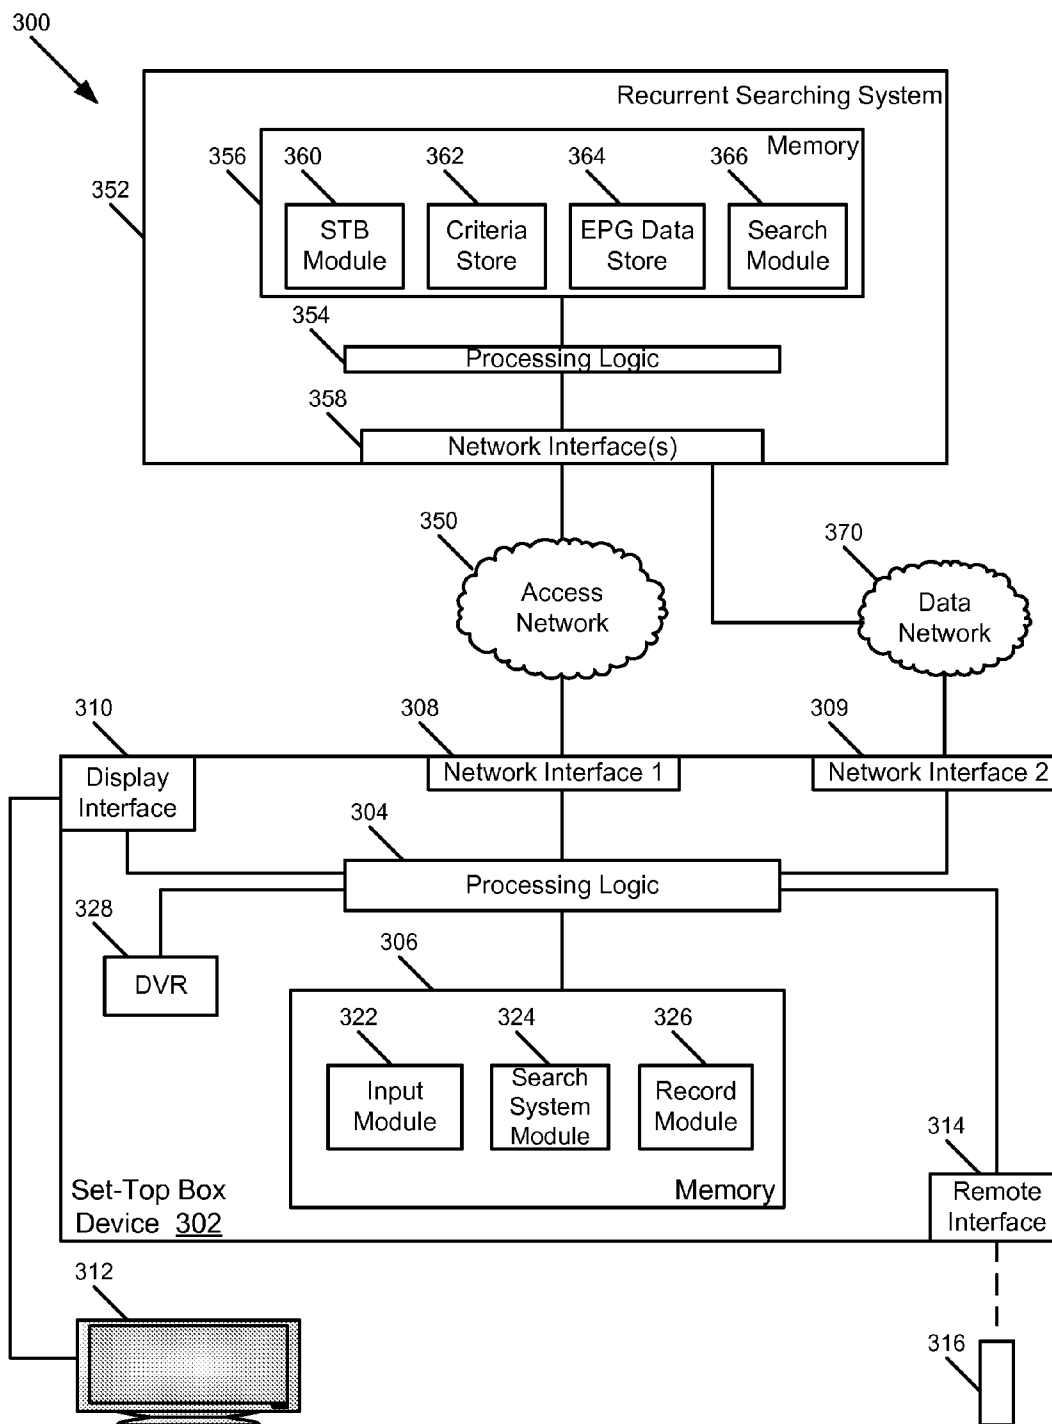 300
Recurrent Searching System
Memory
356
360
362
364
366
352
STB
Module
Criteria
Store
EPG Data
Store
Search
Module
354
Processing Logic
358
Network Interface(s)
350
370
Access
Network
Data
Network
310
308
309
Display
Interface
Network Interface 1
Network Interface 2
304
Processing Logic
328
306
DVR
322
324
326
Input
Module
Search
System
Module
Record
Module
314
Set-Top Box
Device 302
Memory
Remote
Interface
312
316